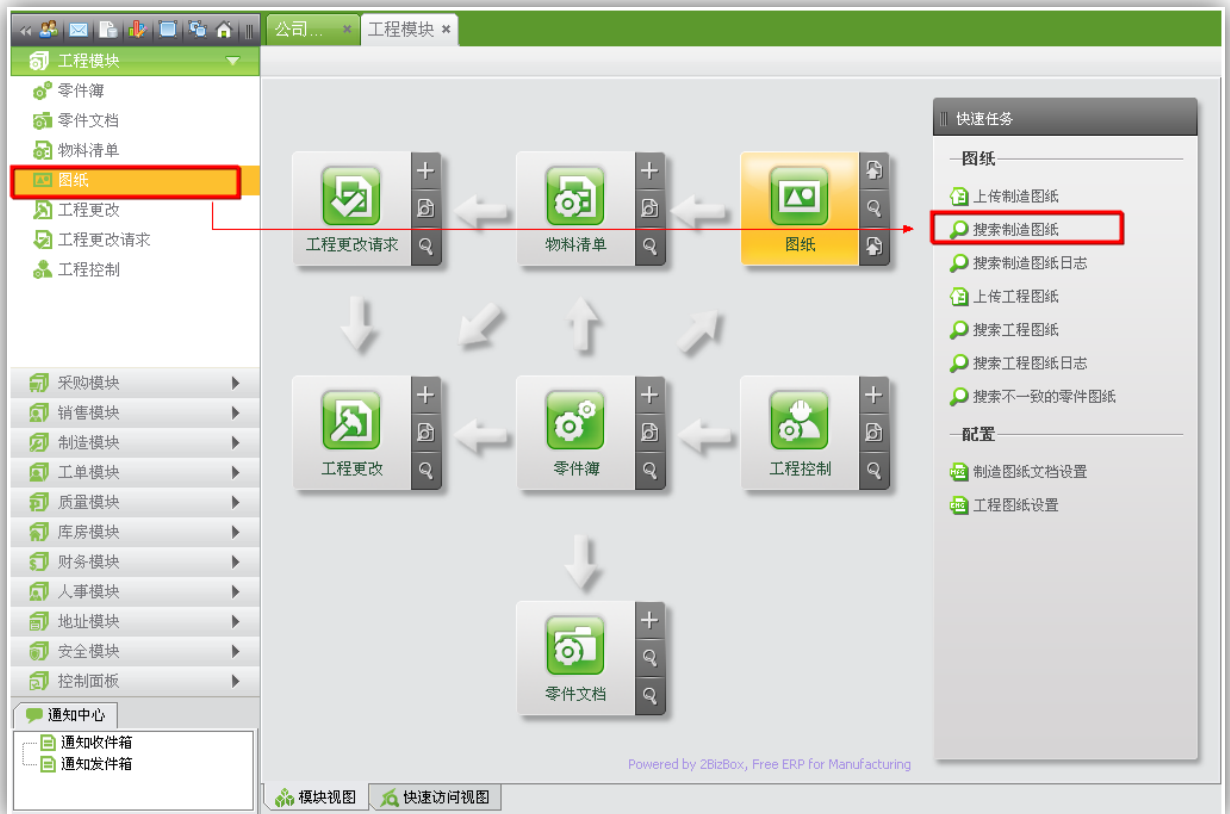 公司...
工程模块
工程模块
零件簿
零件文档
物料清单
图纸
工程更改
工程更改请求
工程控制
采购模块
销售模块
制造模块
工单模块
质量模块
库房模块
财务模块
人事模块
地址模块
安全模块
控制面板
通知中心
通知收件箱
通知发件箱
工程更改请求
物料清单
图纸
工程更改
零件簿
工程控制
零件文档
Powered by 2BizBox, Free ERP for Manufacturing
模块视图
快速访问视图
快速任务
图纸
上传制造图纸
搜索制造图纸
搜索制造图纸日志
上传工程图纸
搜索工程图纸
搜索工程图纸日志
搜索不一致的零件图纸
配置
制造图纸文档设置
工程图纸设置